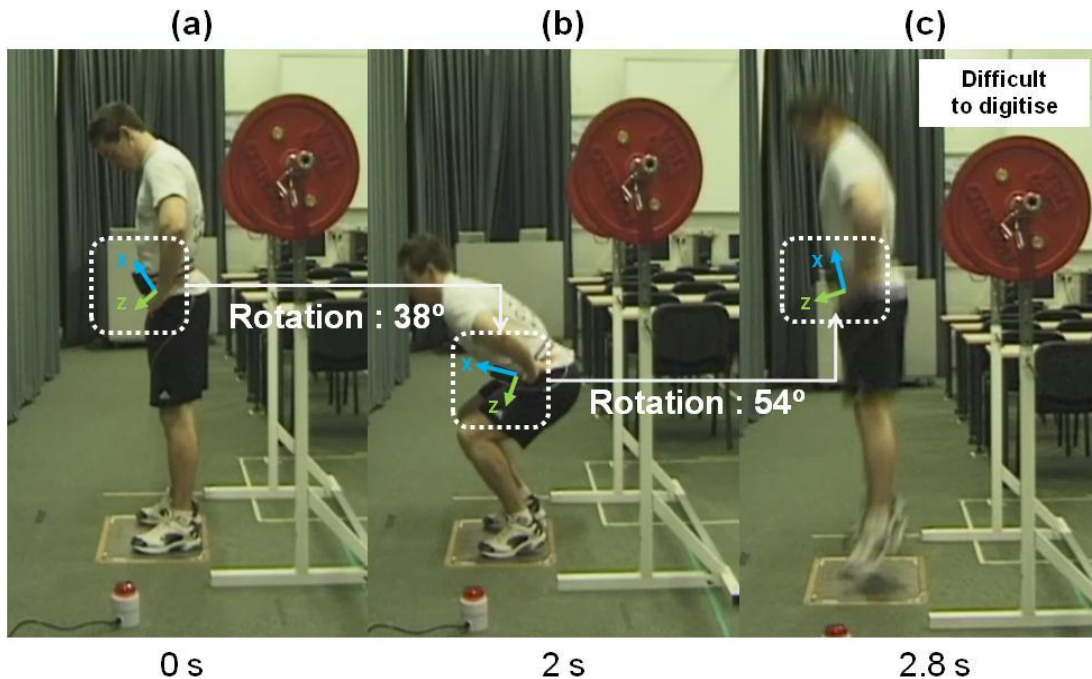 (a)
(b)
(c)
Difficult
to digitise
X
Z
Rotation : 38º
X
Z
Rotation : 54º
X
Z
0 s
2 s
2.8 s